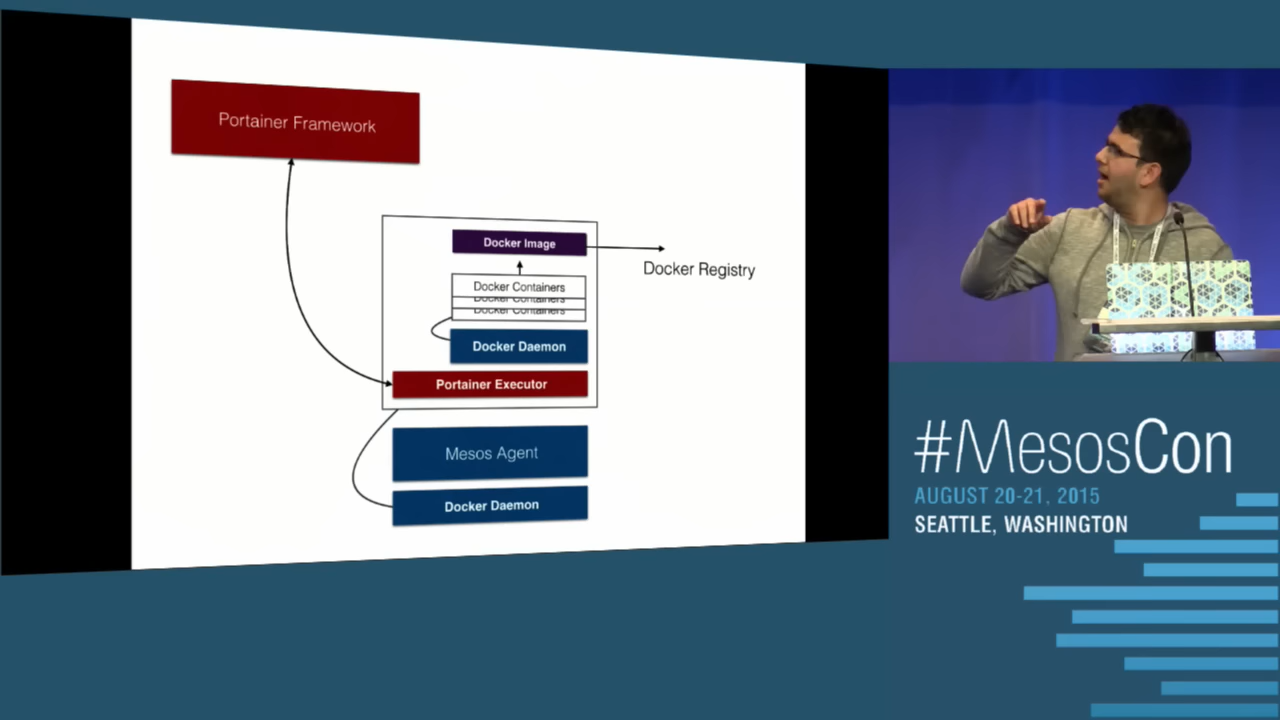 Portainer Framework
Docker Image
Docker Registry
Docker Containers
Docker Containers
Docker Containers
Docker Daemon
Portainer Executor
Mesos Agent
Docker Daemon
#MesosCon
AUGUST 20-21, 2015
SEATTLE, WASHINGTON